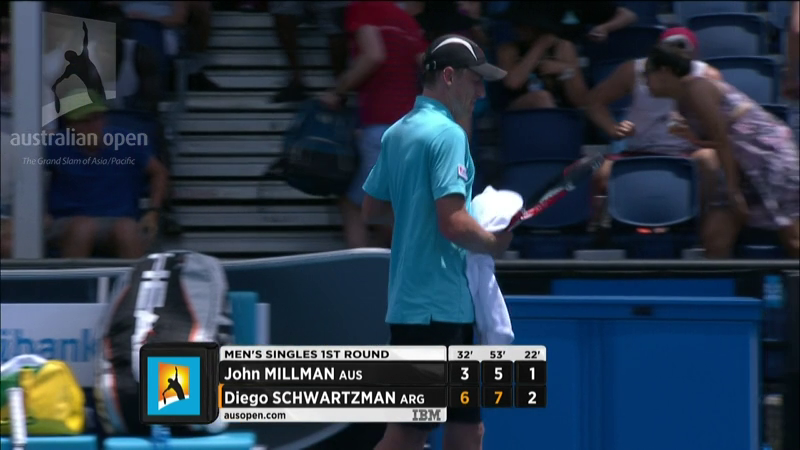 australian open
The Grand Slam of Asia/Pacific
bank
MEN'S SINGLES 1ST ROUND 32' 53' 22'
John MILLMAN AUS 3 5 1
Diego SCHWARTZMAN ARG 6 7 2
ausopen.com IBM